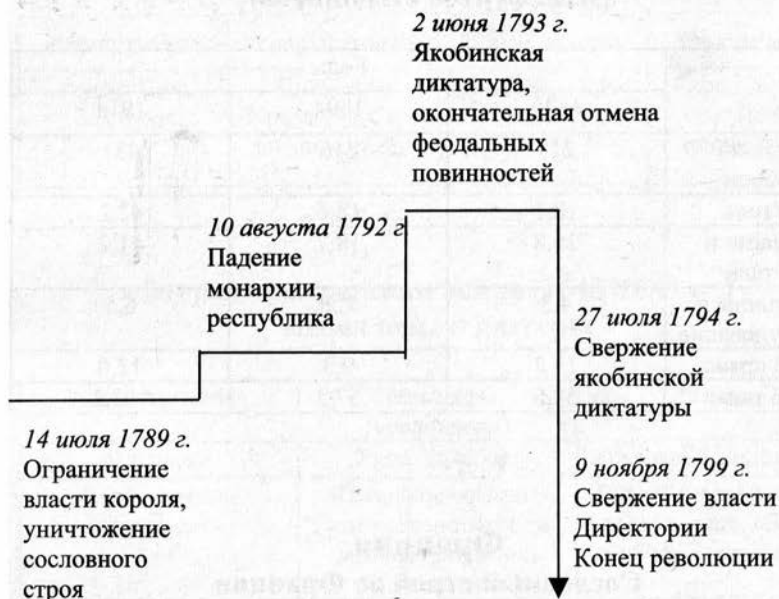 2 июня 1793 г.
Якобинская
диктатура,
окончательная отмена
феодальных
повинностей
10 августа 1792 г
Падение
монархии,
республика
27 июля 1794 г.
Свержение
якобинской
диктатуры
14 июля 1789 г.
Ограничение
власти короля,
уничтожение
сословного
строя
9 ноября 1799 г.
Свержение власти
Директории
Конец революции